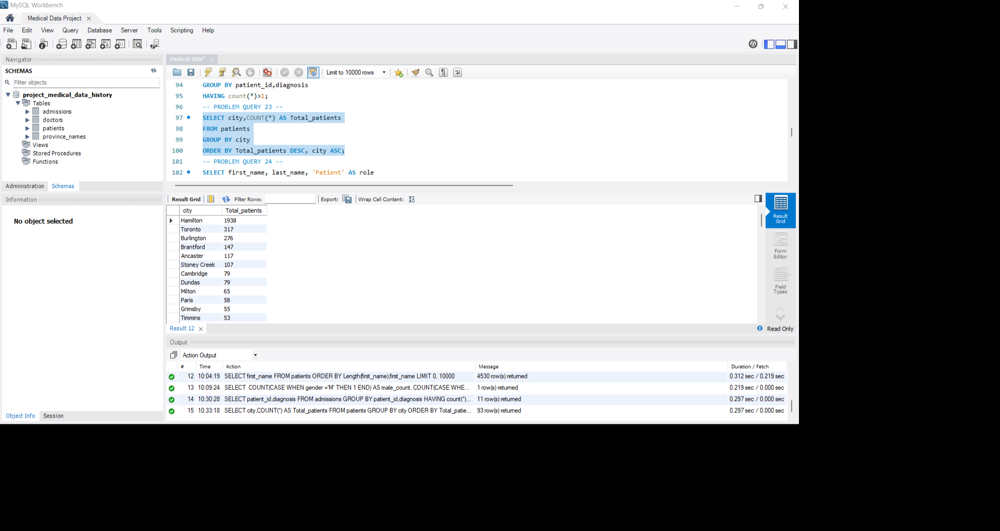 MySQL Workbench
Medical Data Project
File Edit View Query Database Server Tools Scripting Help
Navigator
SCHEMAS
Filter objects
project_medical_data_history
Tables
admissions
doctors
patients
province_names
Views
Stored Procedures
Functions
Administration Schemas
Information
No object selected
Object Info Session
medical data*
Limit to 10000 rows
94 GROUP BY patient_id,diagnosis
95 HAVING count(*)>1;
96 -- PROBLEM QUERY 23 --
97 SELECT city,COUNT(*) AS Total_patients
98 FROM patients
99 GROUP BY city
100 ORDER BY Total_patients DESC, city ASC;
101 -- PROBLEM QUERY 24 --
102 SELECT first_name, last_name, 'Patient' AS role
Result Grid Filter Rows: Export: Wrap Cell Content:
city Total_patients
Hamilton 1938
Toronto 317
Burlington 276
Brantford 147
Ancaster 117
Stoney Creek 107
Cambridge 79
Dundas 79
Milton 65
Paris 58
Grimsby 55
Timmins 53
Result Grid
Form Editor
Field Types
Result 12
Read Only
Output
Action Output
# Time Action Message Duration / Fetch
12 10:04:19 SELECT first_name FROM patients ORDER BY Length(first_name),first_name LIMIT 0, 10000 4530 row(s) returned 0.312 sec / 0.219 sec
13 10:09:24 SELECT COUNT(CASE WHEN gender ='M' THEN 1 END) AS male_count, COUNT(CASE WHE... 1 row(s) returned 0.219 sec / 0.000 sec
14 10:30:28 SELECT patient_id,diagnosis FROM admissions GROUP BY patient_id,diagnosis HAVING count(*)... 11 row(s) returned 0.297 sec / 0.000 sec
15 10:33:18 SELECT city,COUNT(*) AS Total_patients FROM patients GROUP BY city ORDER BY Total_patie... 93 row(s) returned 0.297 sec / 0.000 sec